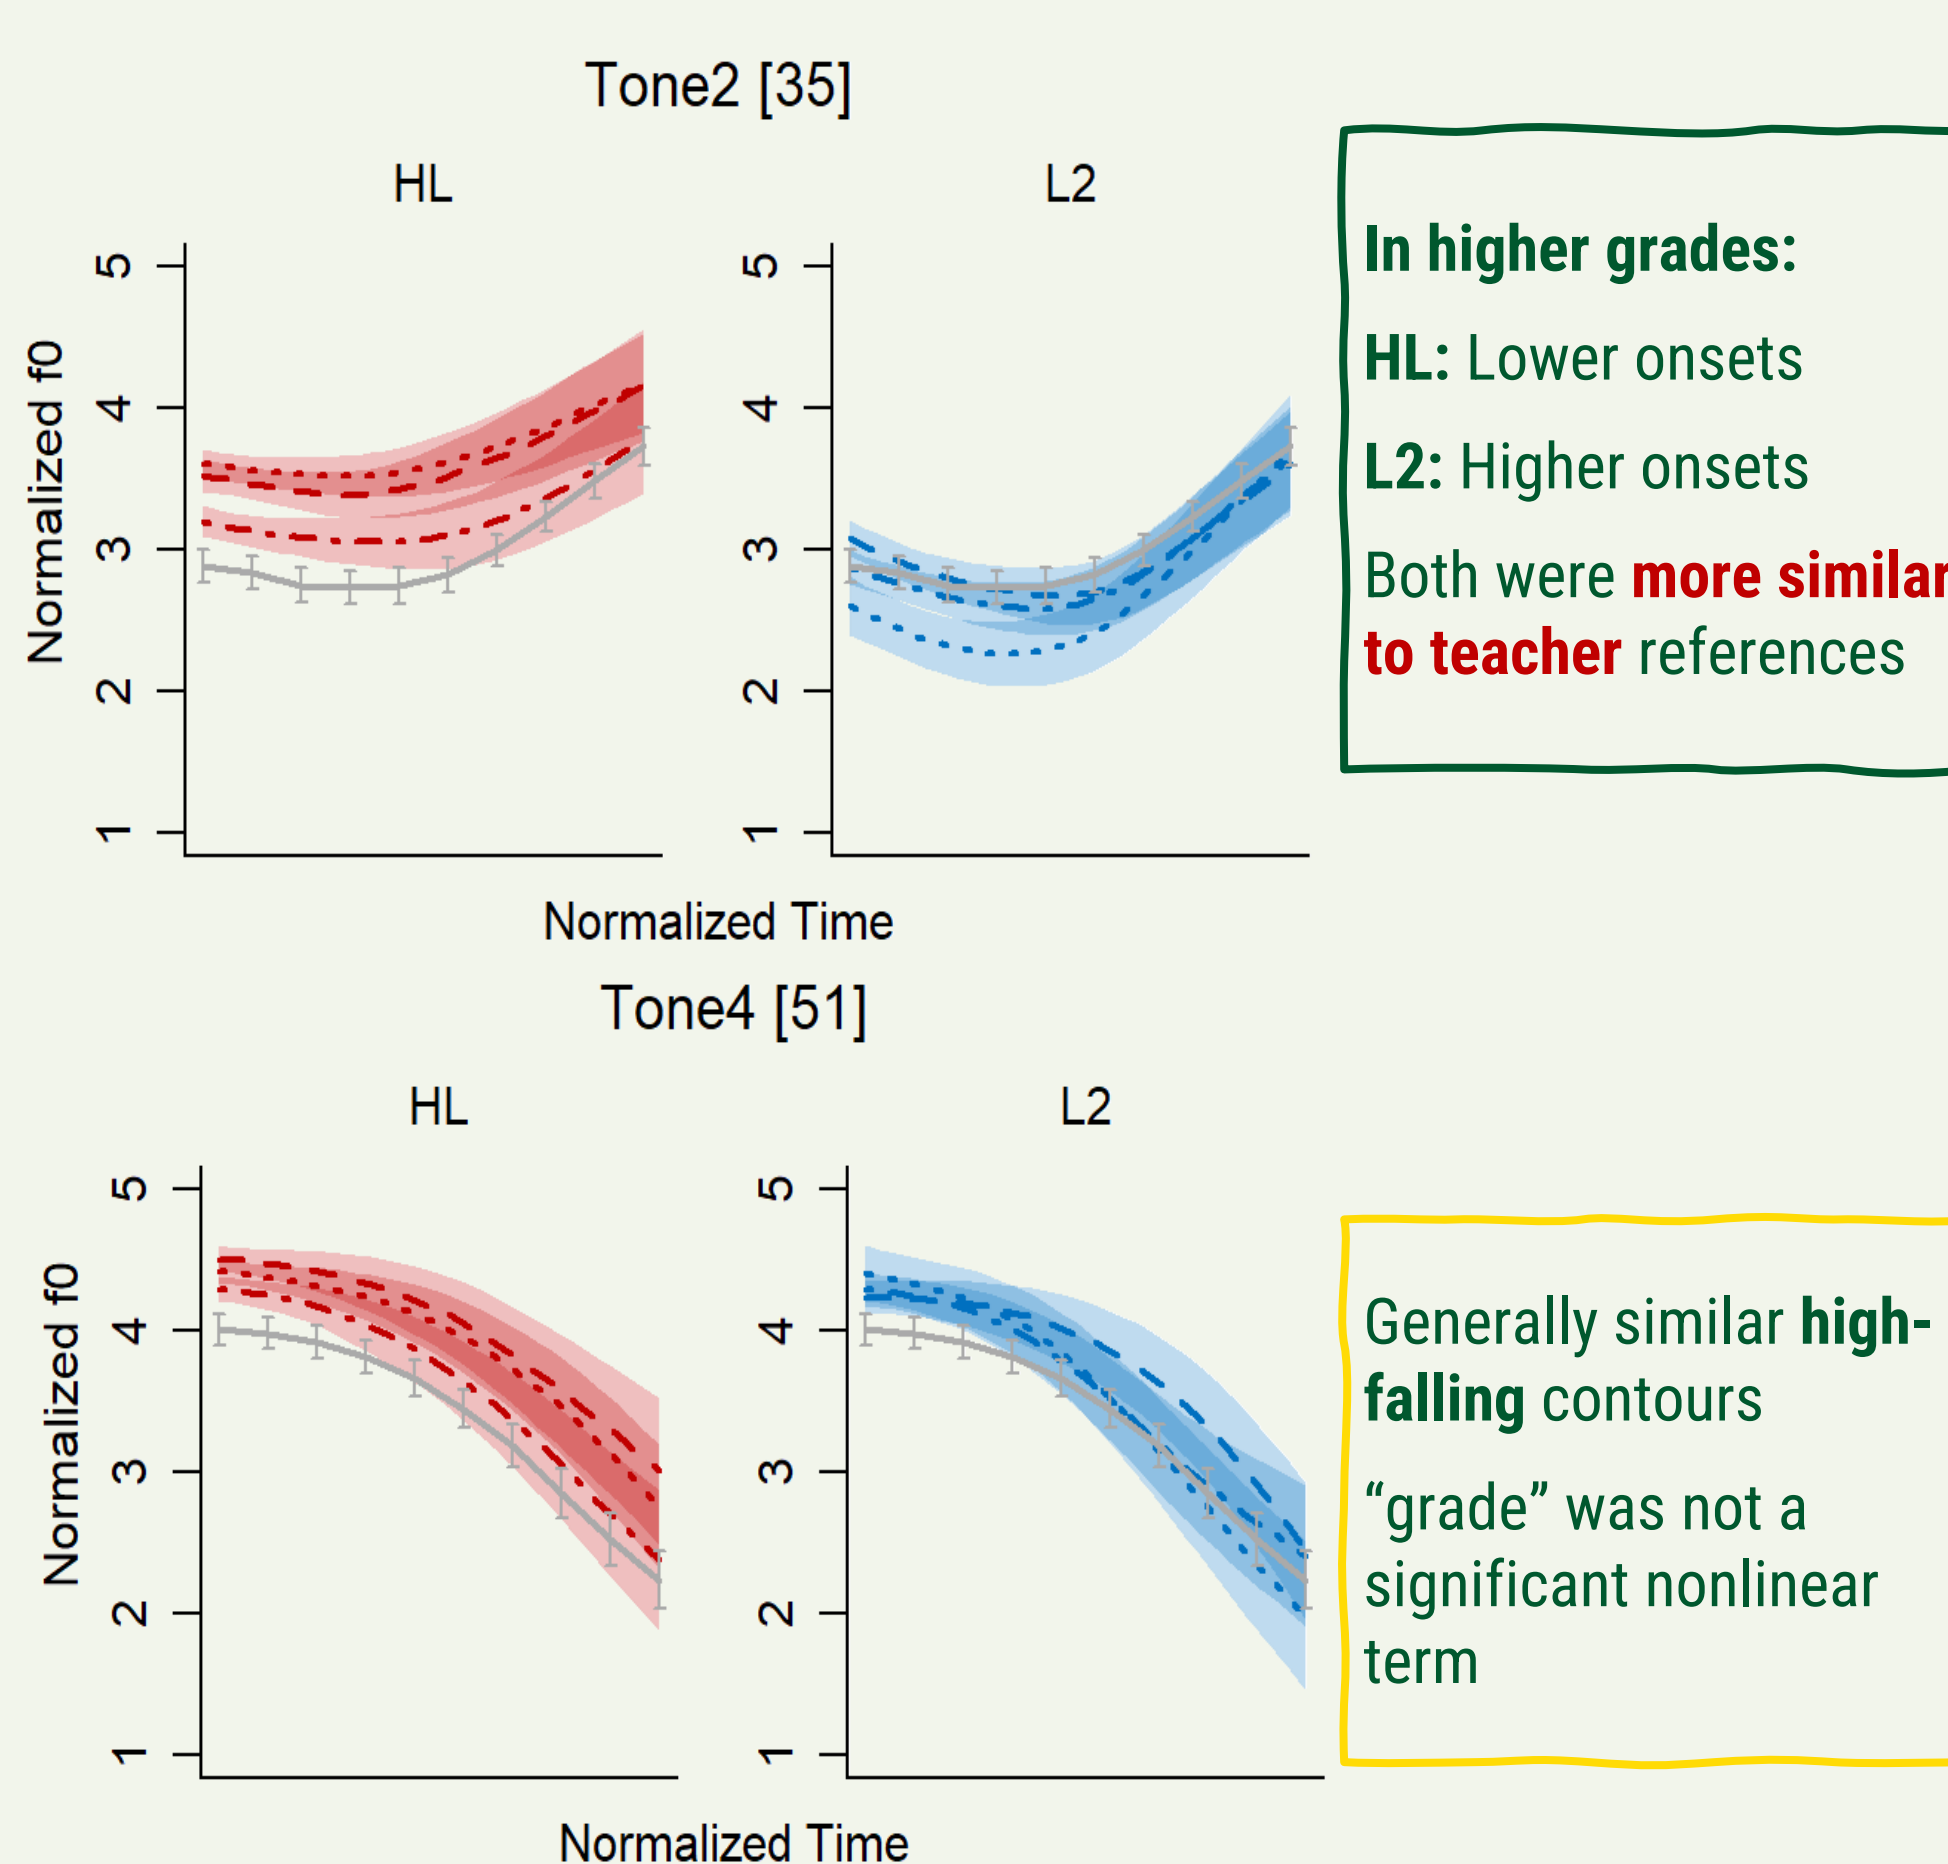 Tone2 [35]
HL
L2
Normalized f0
5
4
3
2
1
5
4
3
2
1
Normalized Time
In higher grades:
HL: Lower onsets
L2: Higher onsets
Both were more similar
to teacher references
Tone4 [51]
HL
L2
Normalized f0
5
4
3
2
1
5
4
3
2
1
Normalized Time
Generally similar high-
falling contours
“grade” was not a
significant nonlinear
term